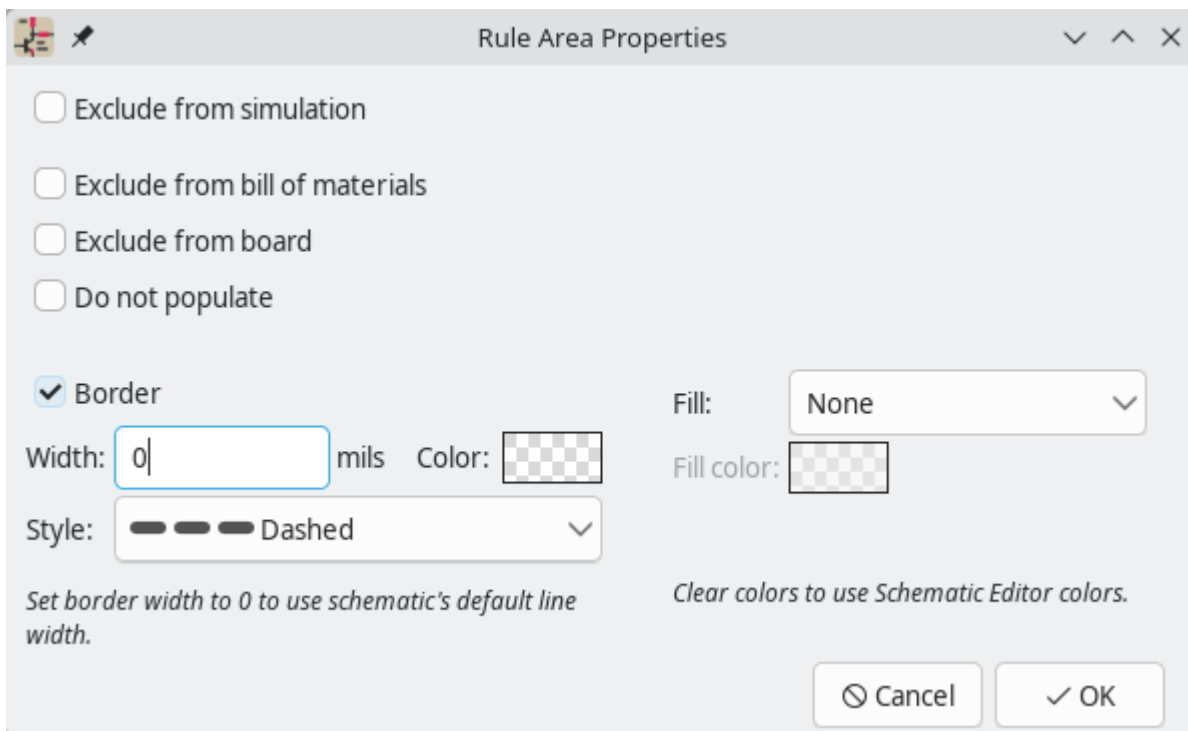 Rule Area Properties
Exclude from simulation
Exclude from bill of materials
Exclude from board
Do not populate
Border
Width: 0 mils Color:
Style: Dashed
Set border width to 0 to use schematic's default line
width.
Fill: None
Fill color:
Clear colors to use Schematic Editor colors.
Cancel OK